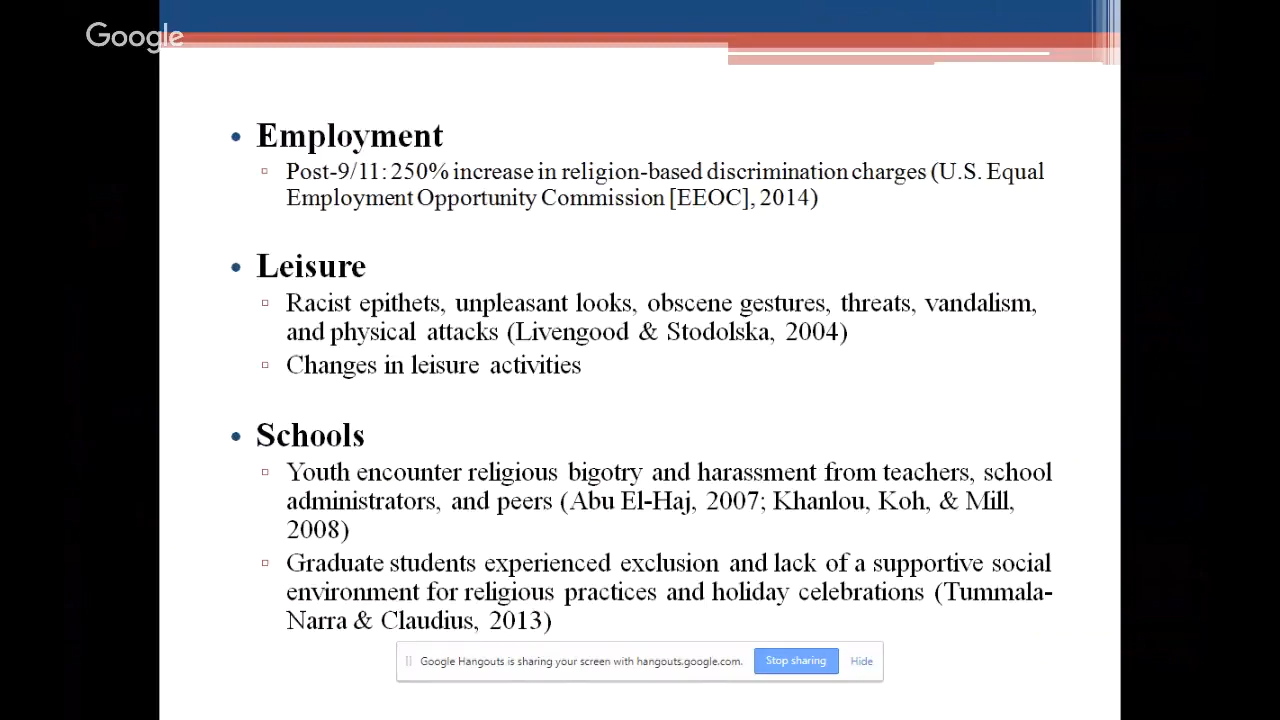 Google
• Employment
▫ Post-9/11: 250% increase in religion-based discrimination charges (U.S. Equal
Employment Opportunity Commission [EEOC], 2014)
• Leisure
▫ Racist epithets, unpleasant looks, obscene gestures, threats, vandalism,
and physical attacks (Livengood & Stodolska, 2004)
▫ Changes in leisure activities
• Schools
▫ Youth encounter religious bigotry and harassment from teachers, school
administrators, and peers (Abu El-Haj, 2007; Khanlou, Koh, & Mill,
2008)
▫ Graduate students experienced exclusion and lack of a supportive social
environment for religious practices and holiday celebrations (Tummala-
Narra & Claudius, 2013)
Google Hangouts is sharing your screen with hangouts.google.com. Stop sharing Hide